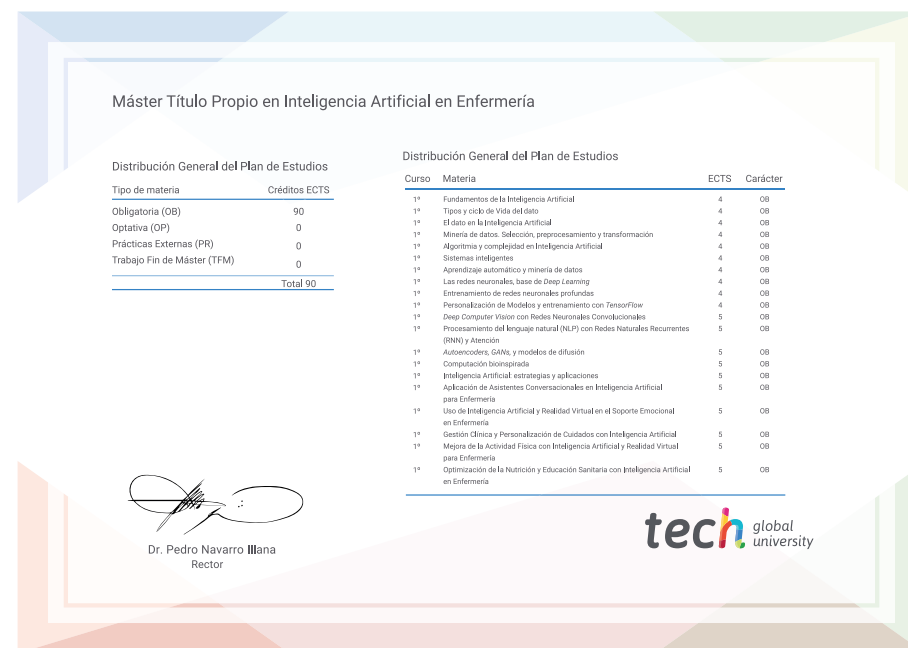 Máster Título Propio en Inteligencia Artificial en Enfermería
Distribución General del Plan de Estudios
Tipo de materia Créditos ECTS
Obligatoria (OB) 90
Optativa (OP) 0
Prácticas Externas (PR) 0
Trabajo Fin de Máster (TFM) 0
Total 90
Distribución General del Plan de Estudios
Curso Materia ECTS Carácter
1º Fundamentos de la Inteligencia Artificial 4 OB
1º Tipos y ciclo de Vida del dato 4 OB
1º El dato en la Inteligencia Artificial 4 OB
1º Minería de datos. Selección, preprocesamiento y transformación 4 OB
1º Algoritmia y complejidad en Inteligencia Artificial 4 OB
1º Sistemas inteligentes 4 OB
1º Aprendizaje automático y minería de datos 4 OB
1º Las redes neuronales, base de Deep Learning 4 OB
1º Entrenamiento de redes neuronales profundas 4 OB
1º Personalización de Modelos y entrenamiento con TensorFlow 4 OB
1º Deep Computer Vision con Redes Neuronales Convolucionales 5 OB
1º Procesamiento del lenguaje natural (NLP) con Redes Naturales Recurrentes 5 OB
(RNN) y Atención
1º Autoencoders, GANs, y modelos de difusión 5 OB
1º Computación bioinspirada 5 OB
1º Inteligencia Artificial: estrategias y aplicaciones 5 OB
1º Aplicación de Asistentes Conversacionales en Inteligencia Artificial 5 OB
para Enfermería
1º Uso de Inteligencia Artificial y Realidad Virtual en el Soporte Emocional 5 OB
en Enfermería
1º Gestión Clínica y Personalización de Cuidados con Inteligencia Artificial 5 OB
1º Mejora de la Actividad Física con Inteligencia Artificial y Realidad Virtual 5 OB
para Enfermería
1º Optimización de la Nutrición y Educación Sanitaria con Inteligencia Artificial 5 OB
en Enfermería
Dr. Pedro Navarro Illana
Rector
tech global
university